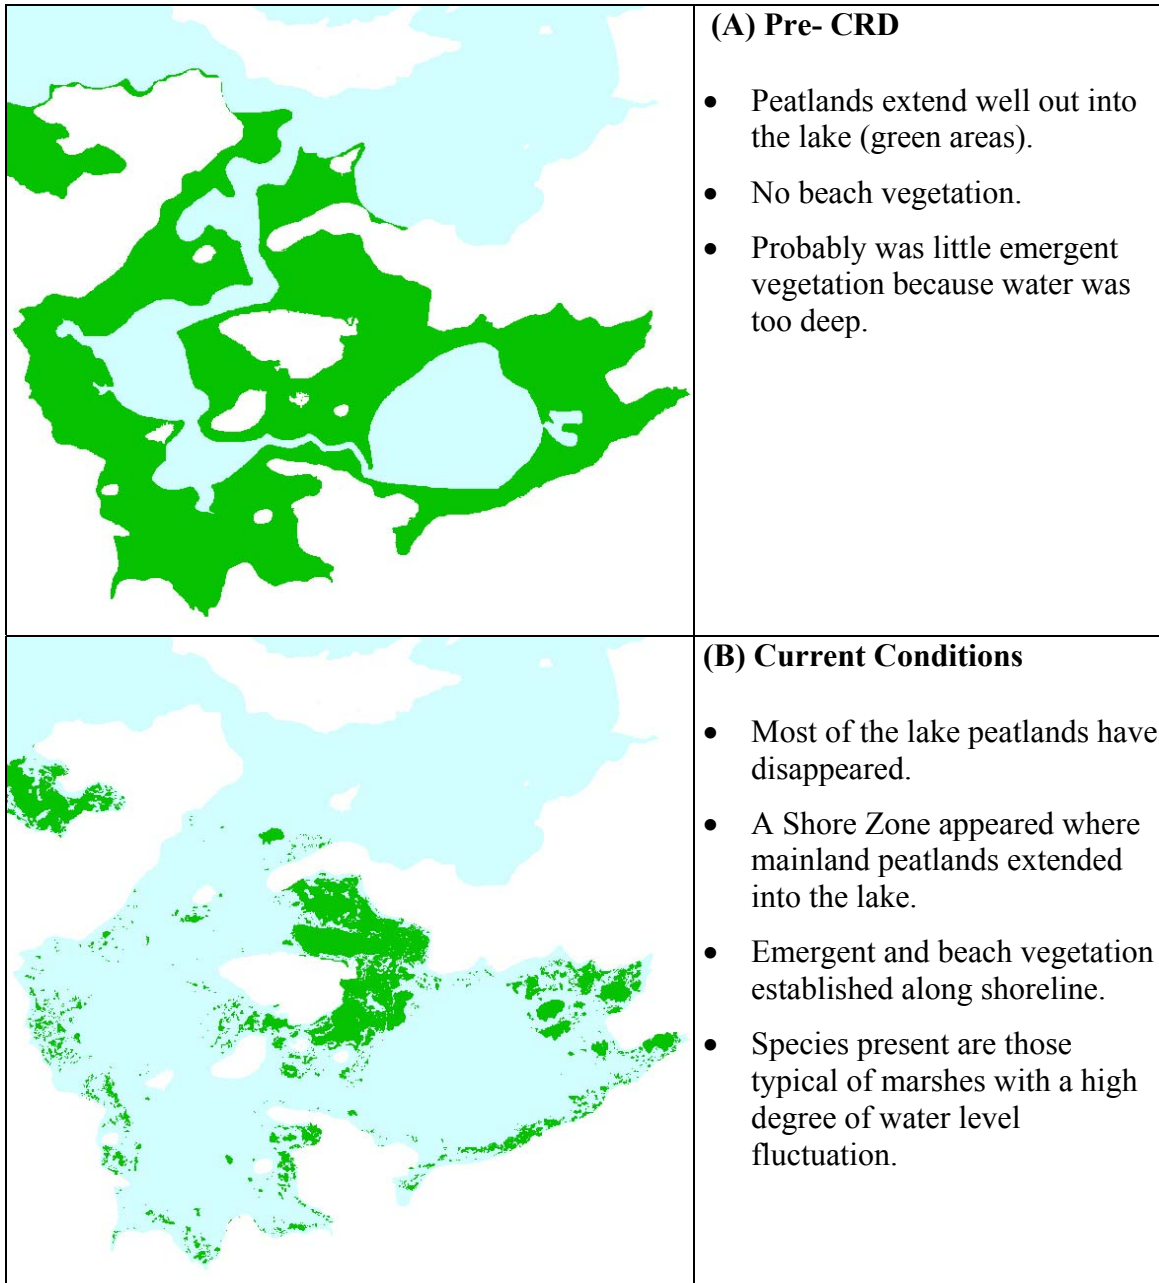 (A) Pre- CRD
• Peatlands extend well out into
the lake (green areas).
• No beach vegetation.
• Probably was little emergent
vegetation because water was
too deep.
(B) Current Conditions
• Most of the lake peatlands have
disappeared.
• A Shore Zone appeared where
mainland peatlands extended
into the lake.
• Emergent and beach vegetation
established along shoreline.
• Species present are those
typical of marshes with a high
degree of water level
fluctuation.